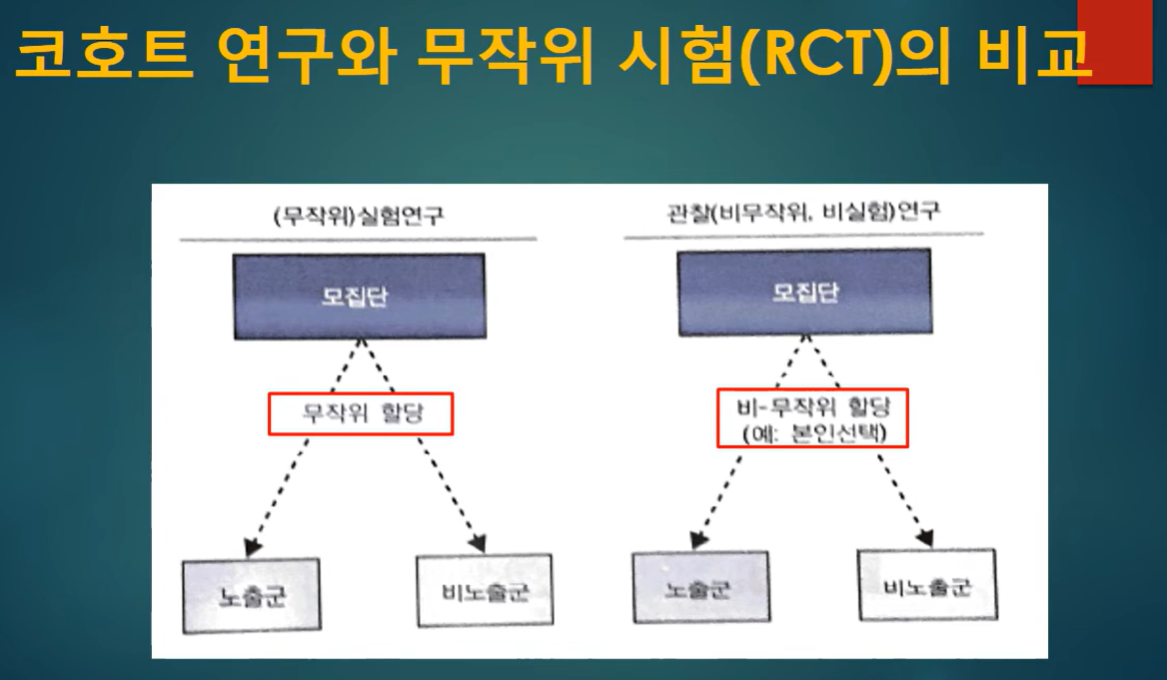 코호트 연구와 무작위 시험(RCT)의 비교
(무작위)실험연구
모집단
무작위 할당
노출군
비노출군
관찰(비무작위, 비실험)연구
모집단
비-무작위 할당
(예: 본인선택)
노출군
비노출군